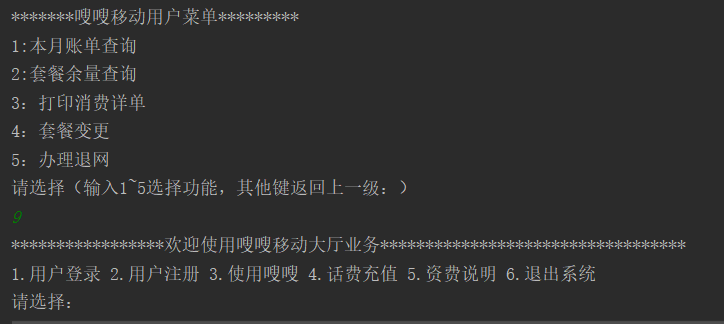 *******嗖嗖移动用户菜单*********
1:本月账单查询
2:套餐余量查询
3：打印消费详单
4：套餐变更
5：办理退网
请选择（输入1~5选择功能，其他键返回上一级：）
9
*****************欢迎使用嗖嗖移动大厅业务**********************************
1.用户登录 2.用户注册 3.使用嗖嗖 4.话费充值 5.资费说明 6.退出系统
请选择：